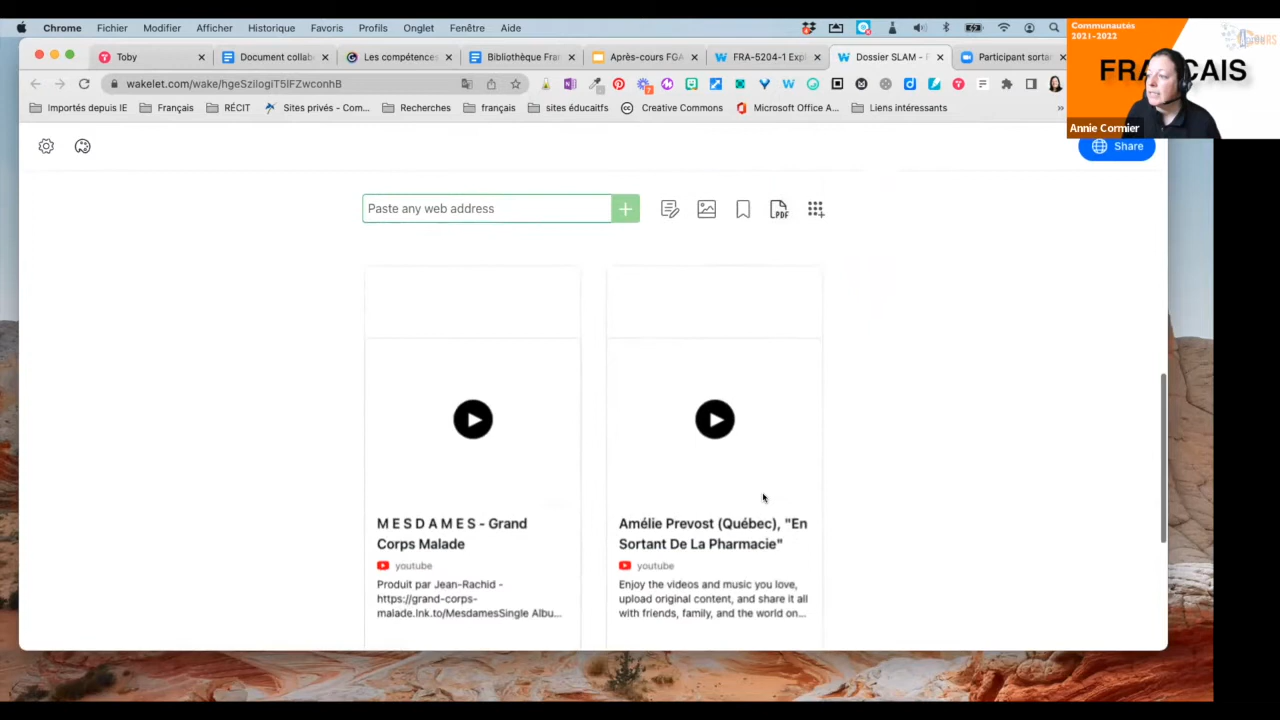 Chrome Fichier Modifier Afficher Historique Favoris Profils Onglet Fenêtre Aide
Communautés
2021-2022
FRANÇAIS
Annie Cormier
Toby
Document collab
Les compétences
Bibliothèque Fra
Après-cours FGA
FRA-5204-1 Expl
Dossier SLAM - F
Participant sorta
wakelet.com/wake/hgeSziIogiT5iFZwconhB
Importés depuis IE Français RÉCIT Sites privés - Com... Recherches français sites éducaitfs Creative Commons Microsoft Office A... Liens intéressants »
Share
Paste any web address
PDF
M E S D A M E S - Grand
Corps Malade
youtube
Produit par Jean-Rachid -
https://grand-corps-
malade.lnk.to/MesdamesSingle Albu...
Amélie Prevost (Québec), "En
Sortant De La Pharmacie"
youtube
Enjoy the videos and music you love,
upload original content, and share it all
with friends, family, and the world on...